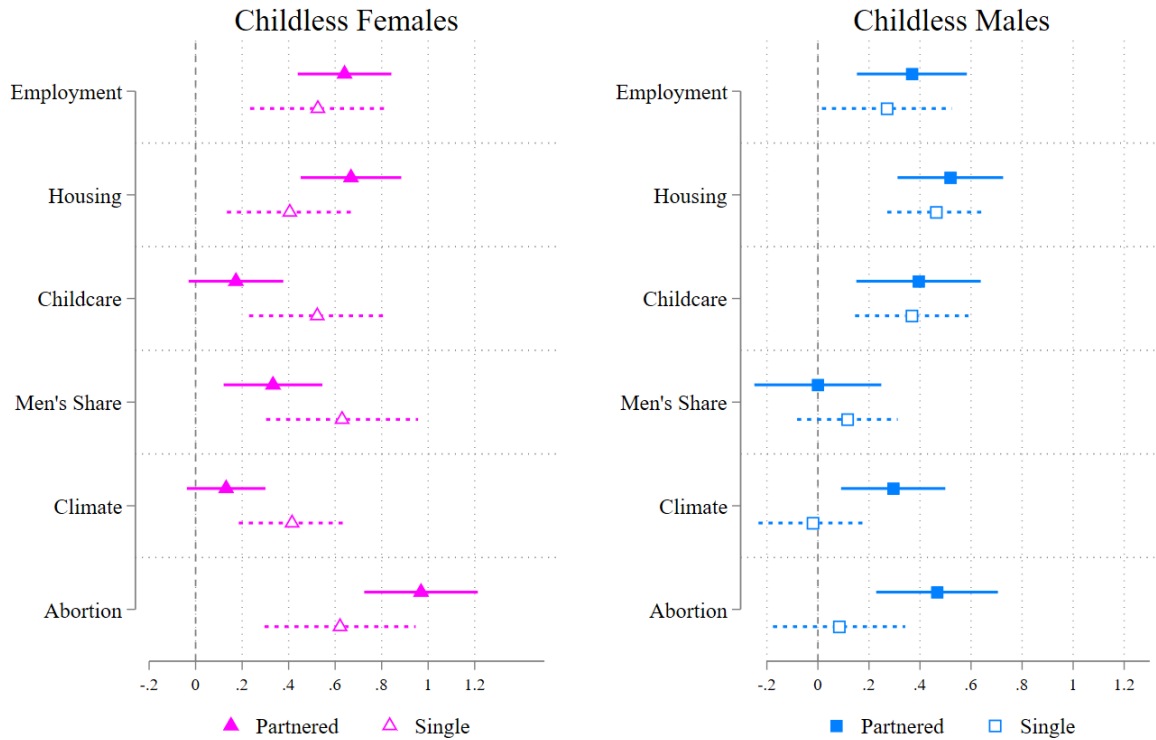 Childless Females
Employment
Housing
Childcare
Men's Share
Climate
Abortion
-.2 0 .2 .4 .6 .8 1 1.2
Partnered Single
Childless Males
Employment
Housing
Childcare
Men's Share
Climate
Abortion
-.2 0 .2 .4 .6 .8 1 1.2
Partnered Single